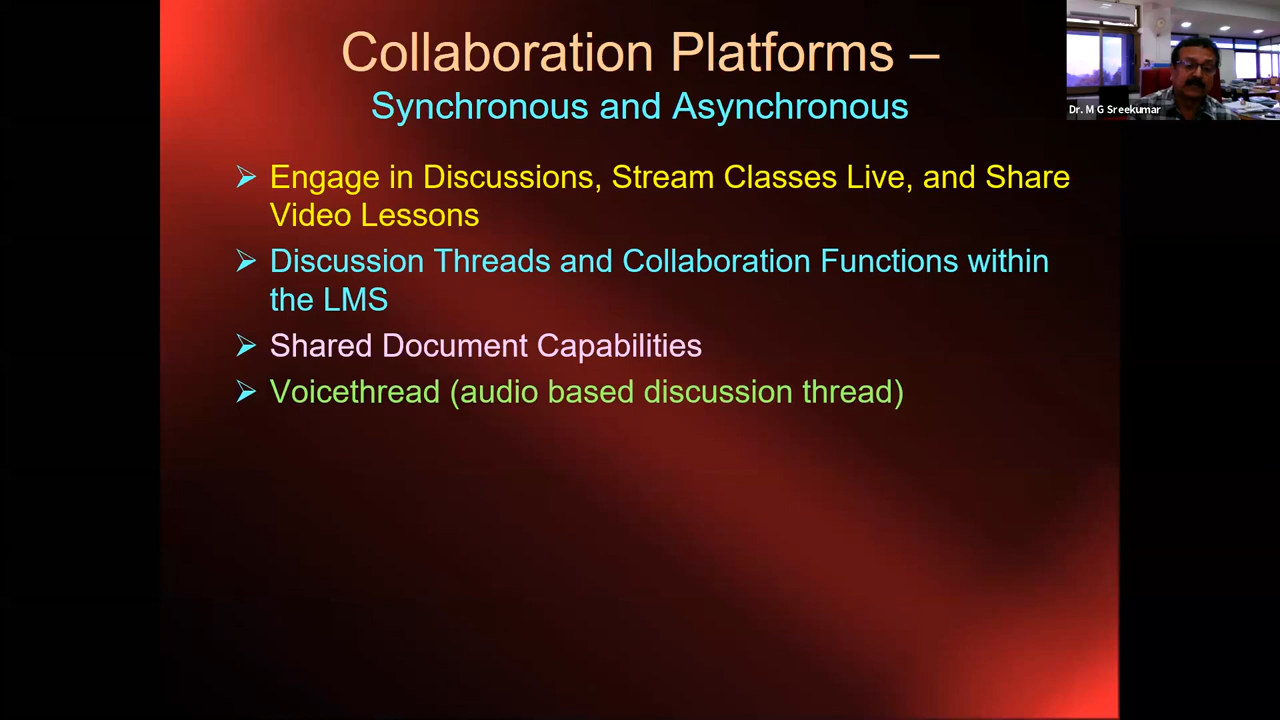 Collaboration Platforms –
Synchronous and Asynchronous
Dr. M G Sreekumar
➢ Engage in Discussions, Stream Classes Live, and Share
Video Lessons
➢ Discussion Threads and Collaboration Functions within
the LMS
➢ Shared Document Capabilities
➢ Voicethread (audio based discussion thread)